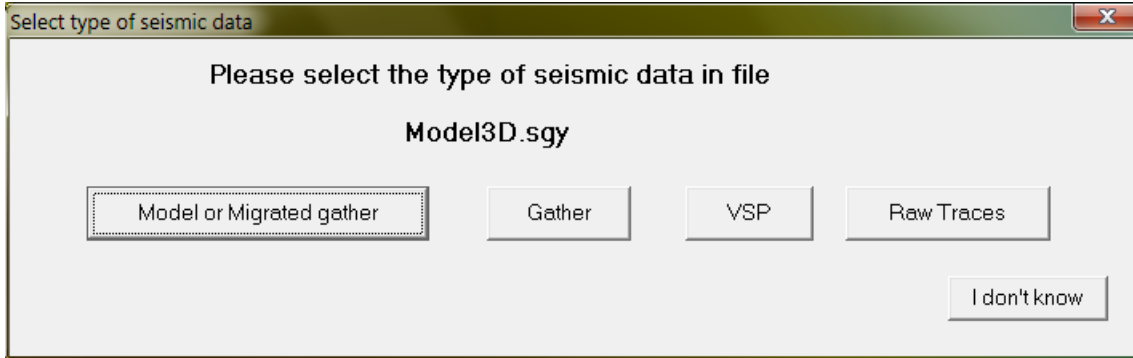 Select type of seismic data
Please select the type of seismic data in file
Model3D.sgy
Model or Migrated gather Gather VSP Raw Traces
I don't know